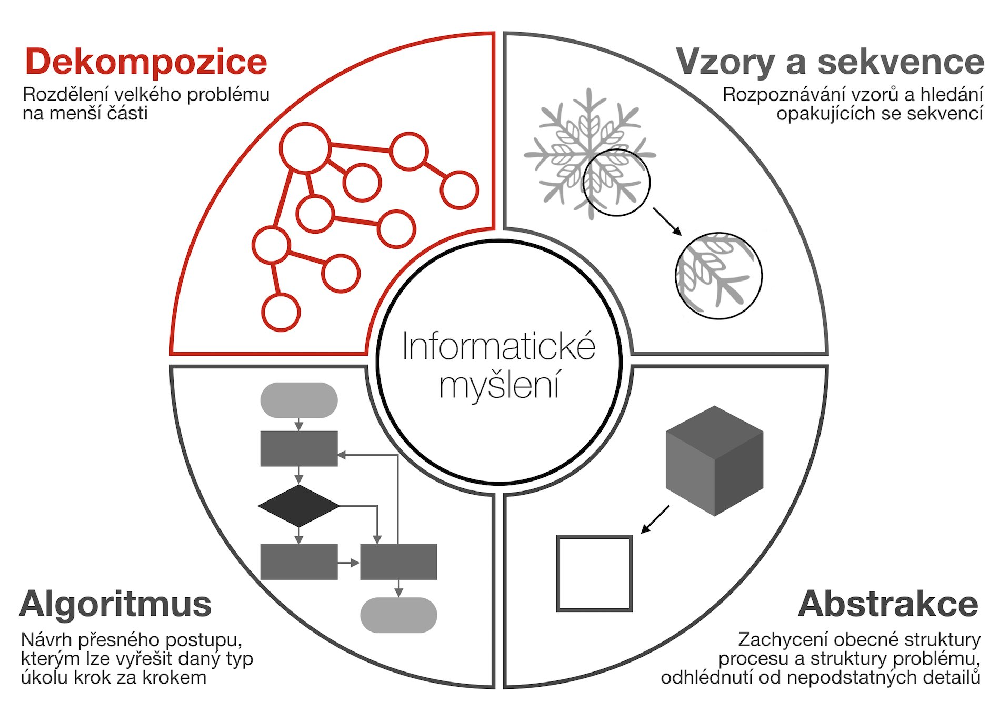 Dekompozice
Rozdělení velkého problému
na menší části
Vzory a sekvence
Rozpoznávání vzorů a hledání
opakujících se sekvencí
Informatické
myšlení
Algoritmus
Návrh přesného postupu,
kterým lze vyřešit daný typ
úkolu krok za krokem
Abstrakce
Zachycení obecné struktury
procesu a struktury problému,
odhlédnutí od nepodstatných detailů